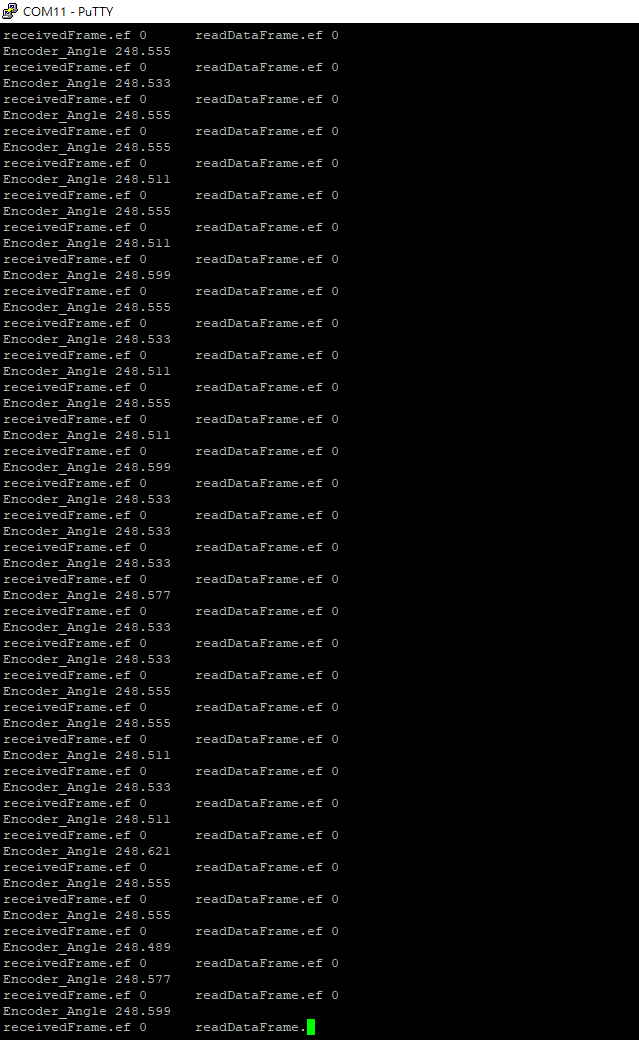 COM11 - PuTTY
receivedFrame.ef 0      readDataFrame.ef 0
Encoder_Angle 248.555
receivedFrame.ef 0      readDataFrame.ef 0
Encoder_Angle 248.533
receivedFrame.ef 0      readDataFrame.ef 0
Encoder_Angle 248.555
receivedFrame.ef 0      readDataFrame.ef 0
Encoder_Angle 248.555
receivedFrame.ef 0      readDataFrame.ef 0
Encoder_Angle 248.511
receivedFrame.ef 0      readDataFrame.ef 0
Encoder_Angle 248.555
receivedFrame.ef 0      readDataFrame.ef 0
Encoder_Angle 248.511
receivedFrame.ef 0      readDataFrame.ef 0
Encoder_Angle 248.599
receivedFrame.ef 0      readDataFrame.ef 0
Encoder_Angle 248.555
receivedFrame.ef 0      readDataFrame.ef 0
Encoder_Angle 248.533
receivedFrame.ef 0      readDataFrame.ef 0
Encoder_Angle 248.511
receivedFrame.ef 0      readDataFrame.ef 0
Encoder_Angle 248.555
receivedFrame.ef 0      readDataFrame.ef 0
Encoder_Angle 248.511
receivedFrame.ef 0      readDataFrame.ef 0
Encoder_Angle 248.599
receivedFrame.ef 0      readDataFrame.ef 0
Encoder_Angle 248.533
receivedFrame.ef 0      readDataFrame.ef 0
Encoder_Angle 248.533
receivedFrame.ef 0      readDataFrame.ef 0
Encoder_Angle 248.533
receivedFrame.ef 0      readDataFrame.ef 0
Encoder_Angle 248.577
receivedFrame.ef 0      readDataFrame.ef 0
Encoder_Angle 248.533
receivedFrame.ef 0      readDataFrame.ef 0
Encoder_Angle 248.533
receivedFrame.ef 0      readDataFrame.ef 0
Encoder_Angle 248.555
receivedFrame.ef 0      readDataFrame.ef 0
Encoder_Angle 248.555
receivedFrame.ef 0      readDataFrame.ef 0
Encoder_Angle 248.511
receivedFrame.ef 0      readDataFrame.ef 0
Encoder_Angle 248.533
receivedFrame.ef 0      readDataFrame.ef 0
Encoder_Angle 248.511
receivedFrame.ef 0      readDataFrame.ef 0
Encoder_Angle 248.621
receivedFrame.ef 0      readDataFrame.ef 0
Encoder_Angle 248.555
receivedFrame.ef 0      readDataFrame.ef 0
Encoder_Angle 248.555
receivedFrame.ef 0      readDataFrame.ef 0
Encoder_Angle 248.489
receivedFrame.ef 0      readDataFrame.ef 0
Encoder_Angle 248.577
receivedFrame.ef 0      readDataFrame.ef 0
Encoder_Angle 248.599
receivedFrame.ef 0      readDataFrame.